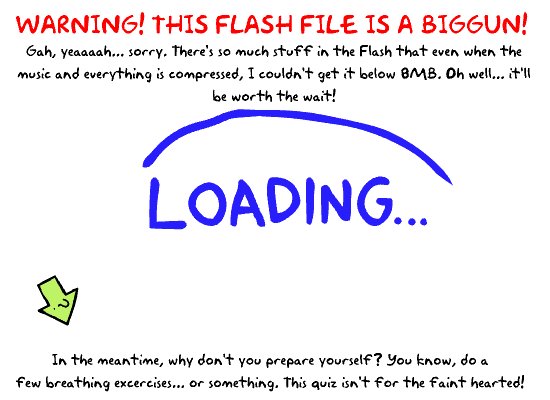 WARNING! THIS FLASH FILE IS A BIGGUN!
Gah, yeaaaah... sorry. There's so much stuff in the Flash that even when the
music and everything is compressed, I couldn't get it below 8MB. Oh well... it'll
be worth the wait!
LOADING...
?
In the meantime, why don't you prepare yourself? You know, do a
few breathing excercises... or something. This quiz isn't for the faint hearted!